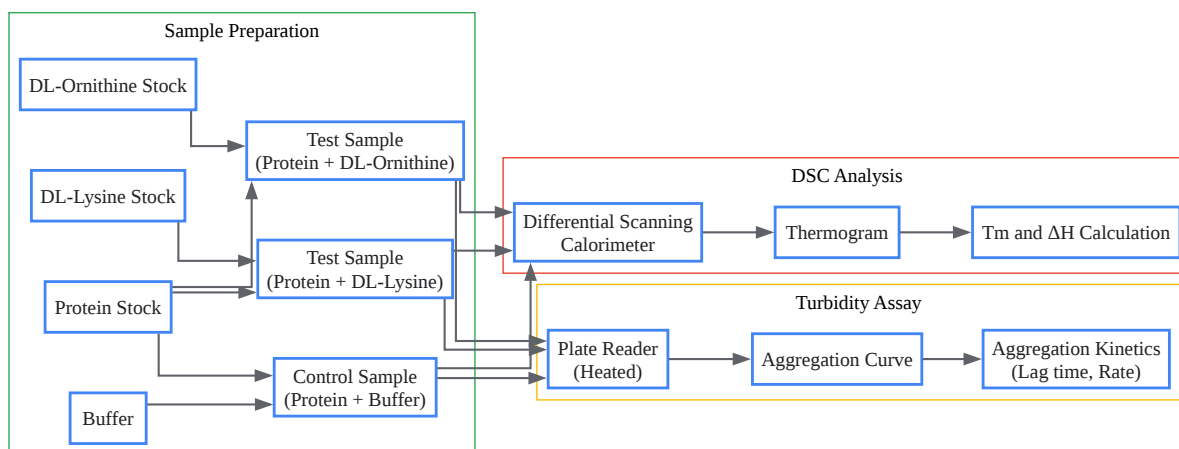 Sample Preparation
DL-Ornithine Stock
Test Sample
(Protein + DL-Ornithine)
DL-Lysine Stock
Test Sample
(Protein + DL-Lysine)
Protein Stock
Control Sample
(Protein + Buffer)
Buffer
DSC Analysis
Differential Scanning
Calorimeter
Thermogram
Tm and ΔH Calculation
Turbidity Assay
Plate Reader
(Heated)
Aggregation Curve
Aggregation Kinetics
(Lag time, Rate)